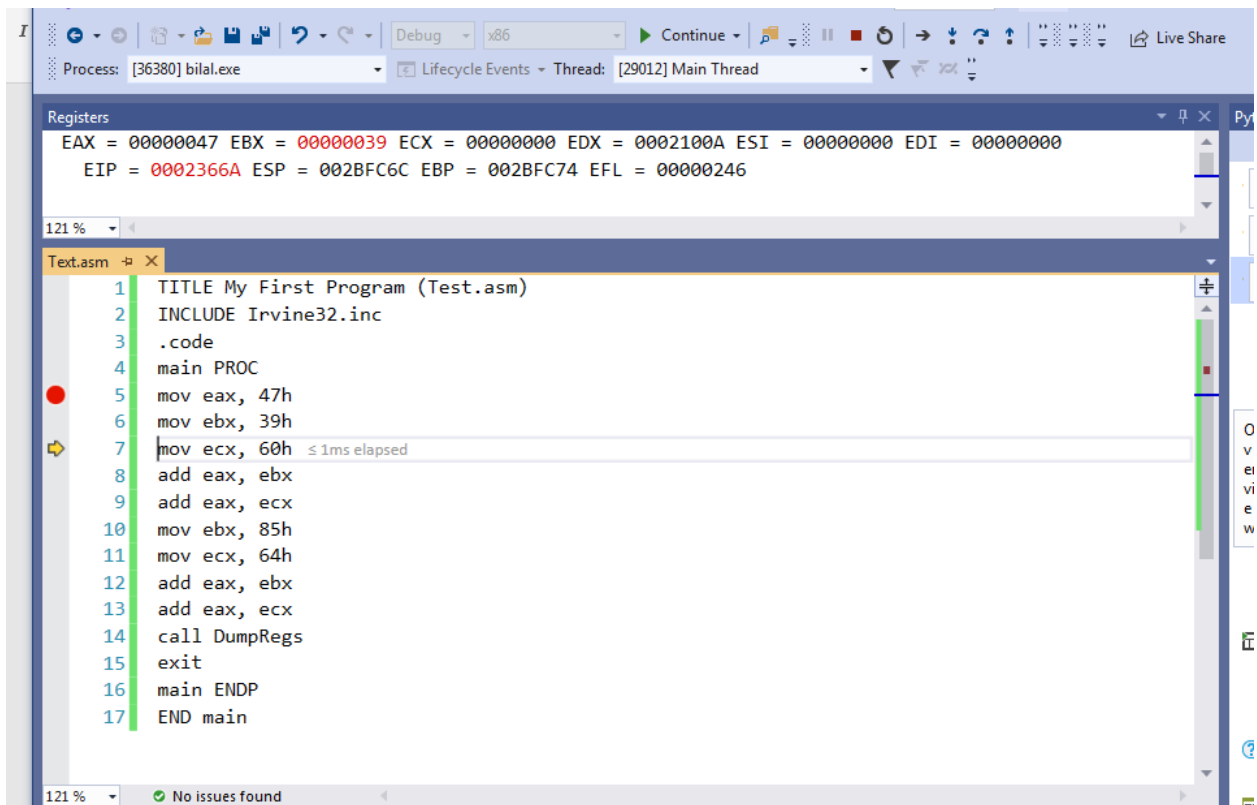 I
Debug x86 Continue Live Share
Process: [36380] bilal.exe Lifecycle Events Thread: [29012] Main Thread
Registers
EAX = 00000047 EBX = 00000039 ECX = 00000000 EDX = 0002100A ESI = 00000000 EDI = 00000000
EIP = 0002366A ESP = 002BFC6C EBP = 002BFC74 EFL = 00000246
121 %
Text.asm
1 TITLE My First Program (Test.asm)
2 INCLUDE Irvine32.inc
3 .code
4 main PROC
5 mov eax, 47h
6 mov ebx, 39h
7 mov ecx, 60h ≤ 1ms elapsed
8 add eax, ebx
9 add eax, ecx
10 mov ebx, 85h
11 mov ecx, 64h
12 add eax, ebx
13 add eax, ecx
14 call DumpRegs
15 exit
16 main ENDP
17 END main
121 % No issues found